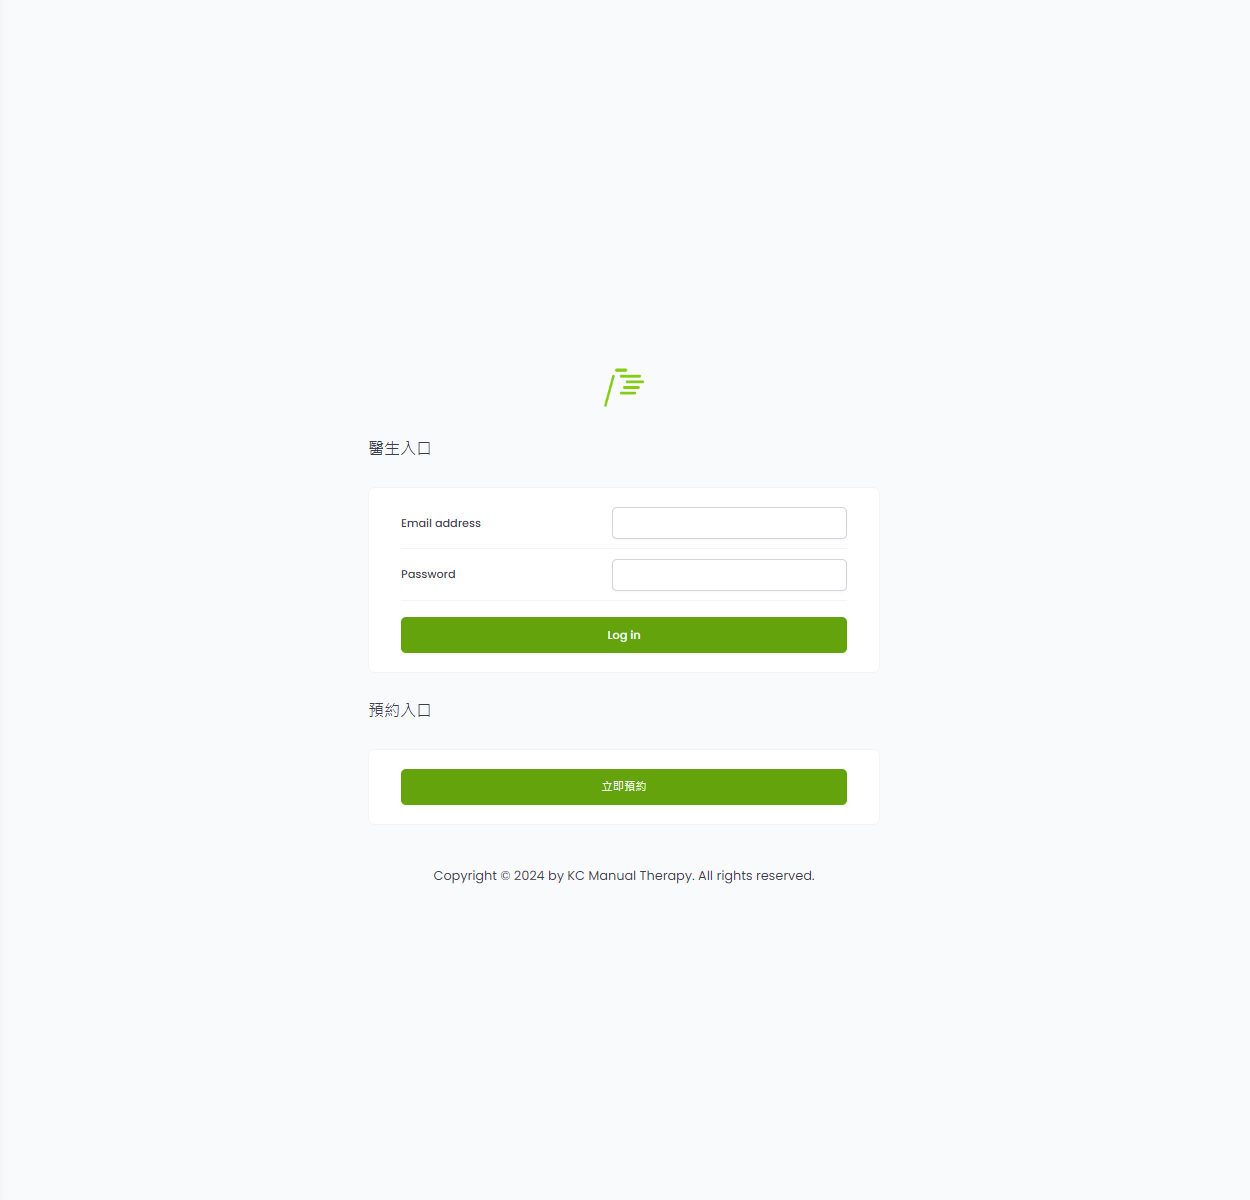 醫生入口
Email address
Password
Log in
預約入口
立即預約
Copyright © 2024 by KC Manual Therapy. All rights reserved.